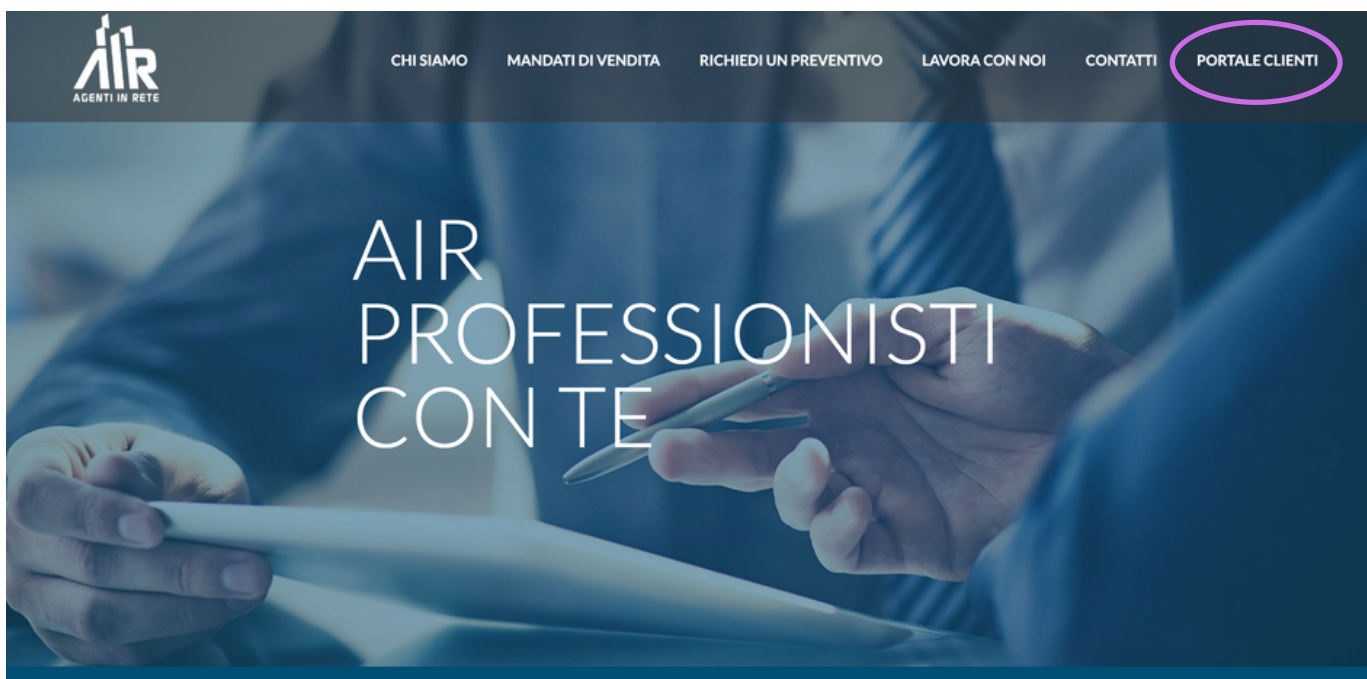 AIR
AGENTI IN RETE
CHI SIAMO
MANDATI DI VENDITA
RICHIEDI UN PREVENTIVO
LAVORA CON NOI
CONTATTI
PORTALE CLIENTI
AIR
PROFESSIONISTI
CON TE